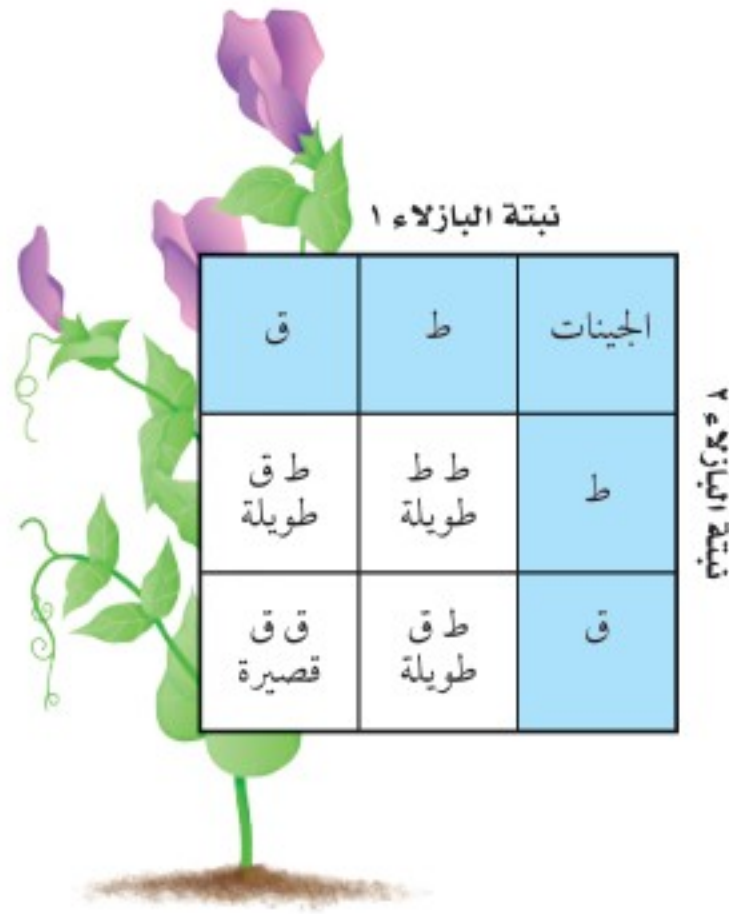 نبتة البازلاء ١
نبتة البازلاء ٢
الجينات
ط
ق
ط
ط ط
طويلة
ط ق
طويلة
ق
ط ق
طويلة
ق ق
قصيرة